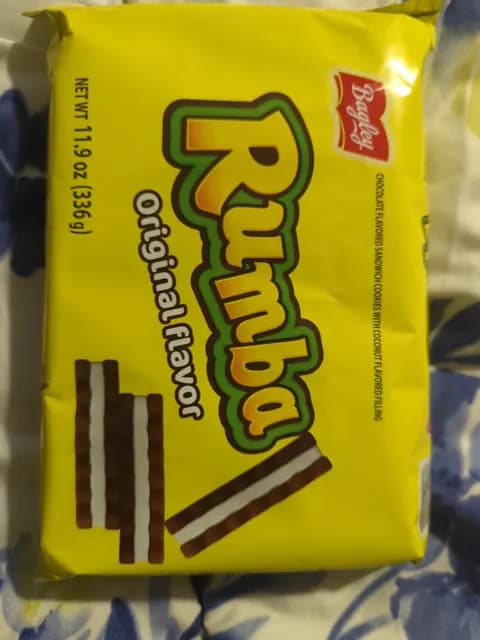 Bagley
CHOCOLATE FLAVORED SANDWICH COOKIES WITH COCONUT FLAVORED FILLING
Rumba
original flavor
NET WT 11.9 oz (336g)